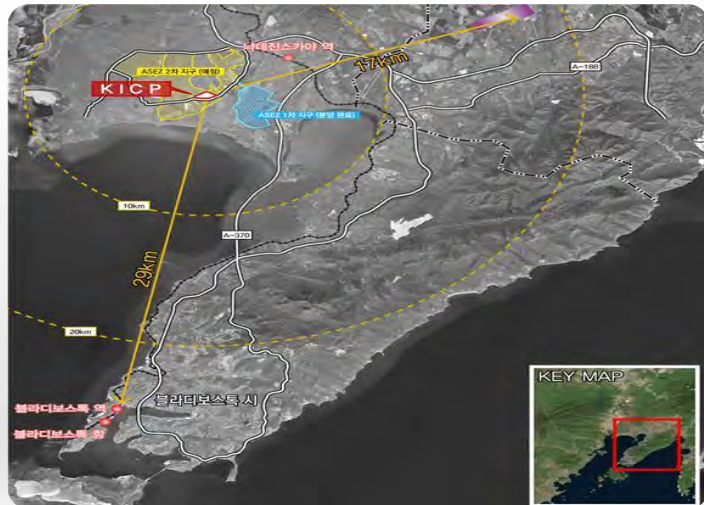 나데진스카야 역
17km
A-188
ASEZ 2차 지구 (예정)
KICP
ASEZ 1차 지구 (분양 완료)
10km
A-370
29km
20km
블라디보스톡 역
블라디보스톡 시
블라디보스톡 항
KEY MAP